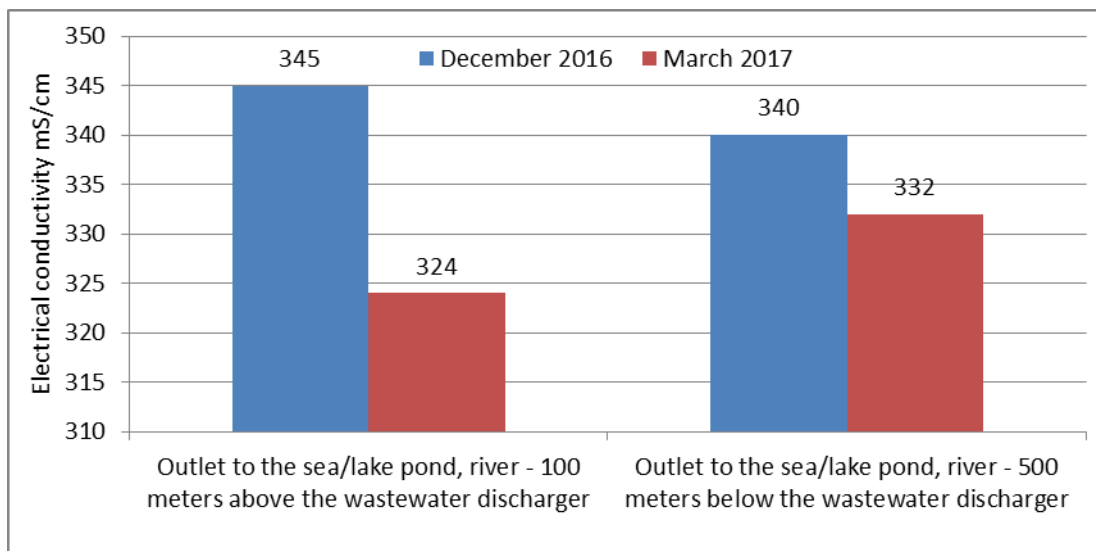 Electrical conductivity mS/cm
350
345
340
335
330
325
320
315
310
December 2016
March 2017
345
324
340
332
Outlet to the sea/lake pond, river - 100
meters above the wastewater discharger
Outlet to the sea/lake pond, river - 500
meters below the wastewater discharger